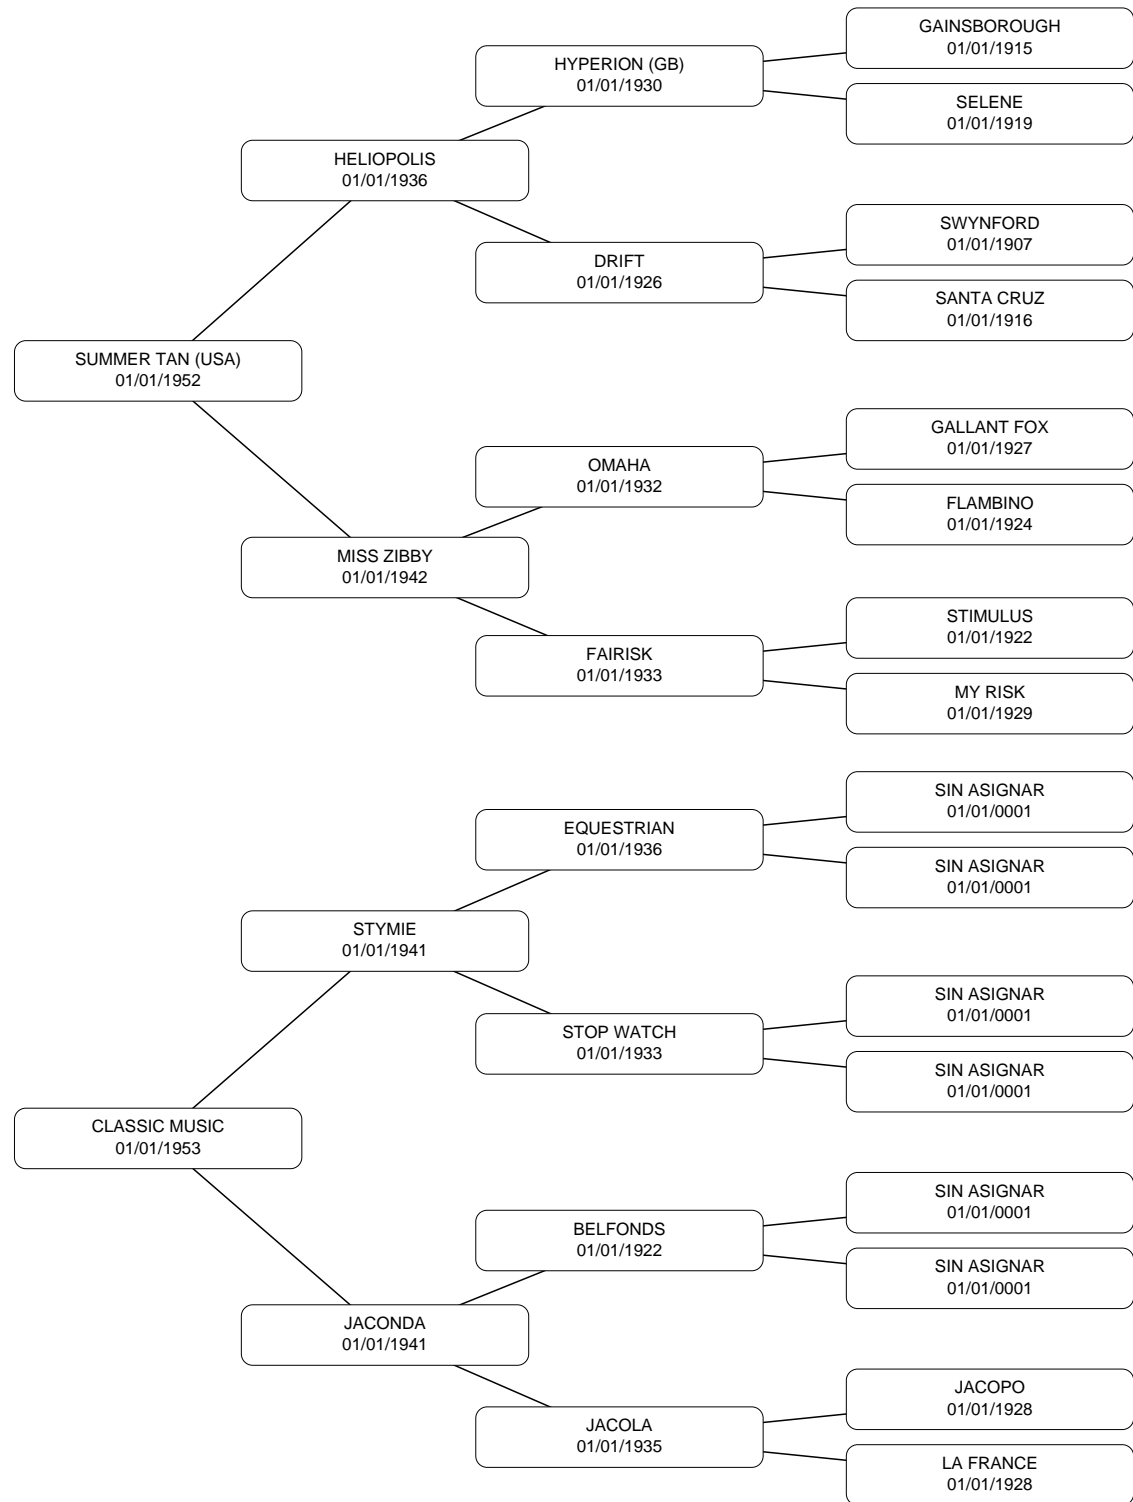 GAINSBOROUGH
01/01/1915
HYPERION (GB)
01/01/1930
SELENE
01/01/1919
HELIOPOLIS
01/01/1936
SWYNFORD
01/01/1907
DRIFT
01/01/1926
SANTA CRUZ
01/01/1916
SUMMER TAN (USA)
01/01/1952
GALLANT FOX
01/01/1927
OMAHA
01/01/1932
FLAMBINO
01/01/1924
MISS ZIBBY
01/01/1942
STIMULUS
01/01/1922
FAIRISK
01/01/1933
MY RISK
01/01/1929
SIN ASIGNAR
01/01/0001
EQUESTRIAN
01/01/1936
SIN ASIGNAR
01/01/0001
STYMIE
01/01/1941
SIN ASIGNAR
01/01/0001
STOP WATCH
01/01/1933
SIN ASIGNAR
01/01/0001
CLASSIC MUSIC
01/01/1953
SIN ASIGNAR
01/01/0001
BELFONDS
01/01/1922
SIN ASIGNAR
01/01/0001
JACONDA
01/01/1941
JACOPO
01/01/1928
JACOLA
01/01/1935
LA FRANCE
01/01/1928